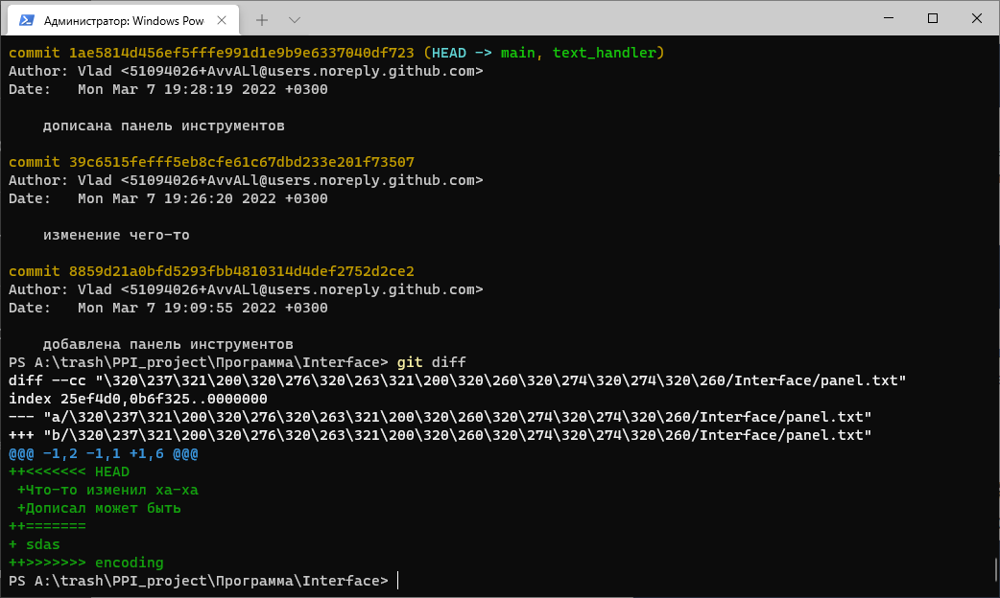 Администратор: Windows Pow
commit 1ae5814d456ef5fffe991d1e9b9e6337040df723 (HEAD -> main, text_handler)
Author: Vlad <51094026+AvvALl@users.noreply.github.com>
Date:   Mon Mar 7 19:28:19 2022 +0300
дописана панель инструментов
commit 39c6515fefff5eb8cfe61c67dbd233e201f73507
Author: Vlad <51094026+AvvALl@users.noreply.github.com>
Date:   Mon Mar 7 19:26:20 2022 +0300
изменение чего-то
commit 8859d21a0bfd5293fbb4810314d4def2752d2ce2
Author: Vlad <51094026+AvvALl@users.noreply.github.com>
Date:   Mon Mar 7 19:09:55 2022 +0300
добавлена панель инструментов
PS A:\trash\PPI_project\Программа\Interface> git diff
diff --cc "\320\237\321\200\320\276\320\263\321\200\320\260\320\274\320\274\320\260/Interface/panel.txt"
index 25ef4d0,0b6f325..0000000
--- "a/\320\237\321\200\320\276\320\263\321\200\320\260\320\274\320\274\320\260/Interface/panel.txt"
+++ "b/\320\237\321\200\320\276\320\263\321\200\320\260\320\274\320\274\320\260/Interface/panel.txt"
@@@ -1,2 -1,1 +1,6 @@@
++<<<<<<< HEAD
 +Что-то изменил ха-ха
 +Дописал может быть
++=======
+ sdas
++>>>>>>> encoding
PS A:\trash\PPI_project\Программа\Interface>